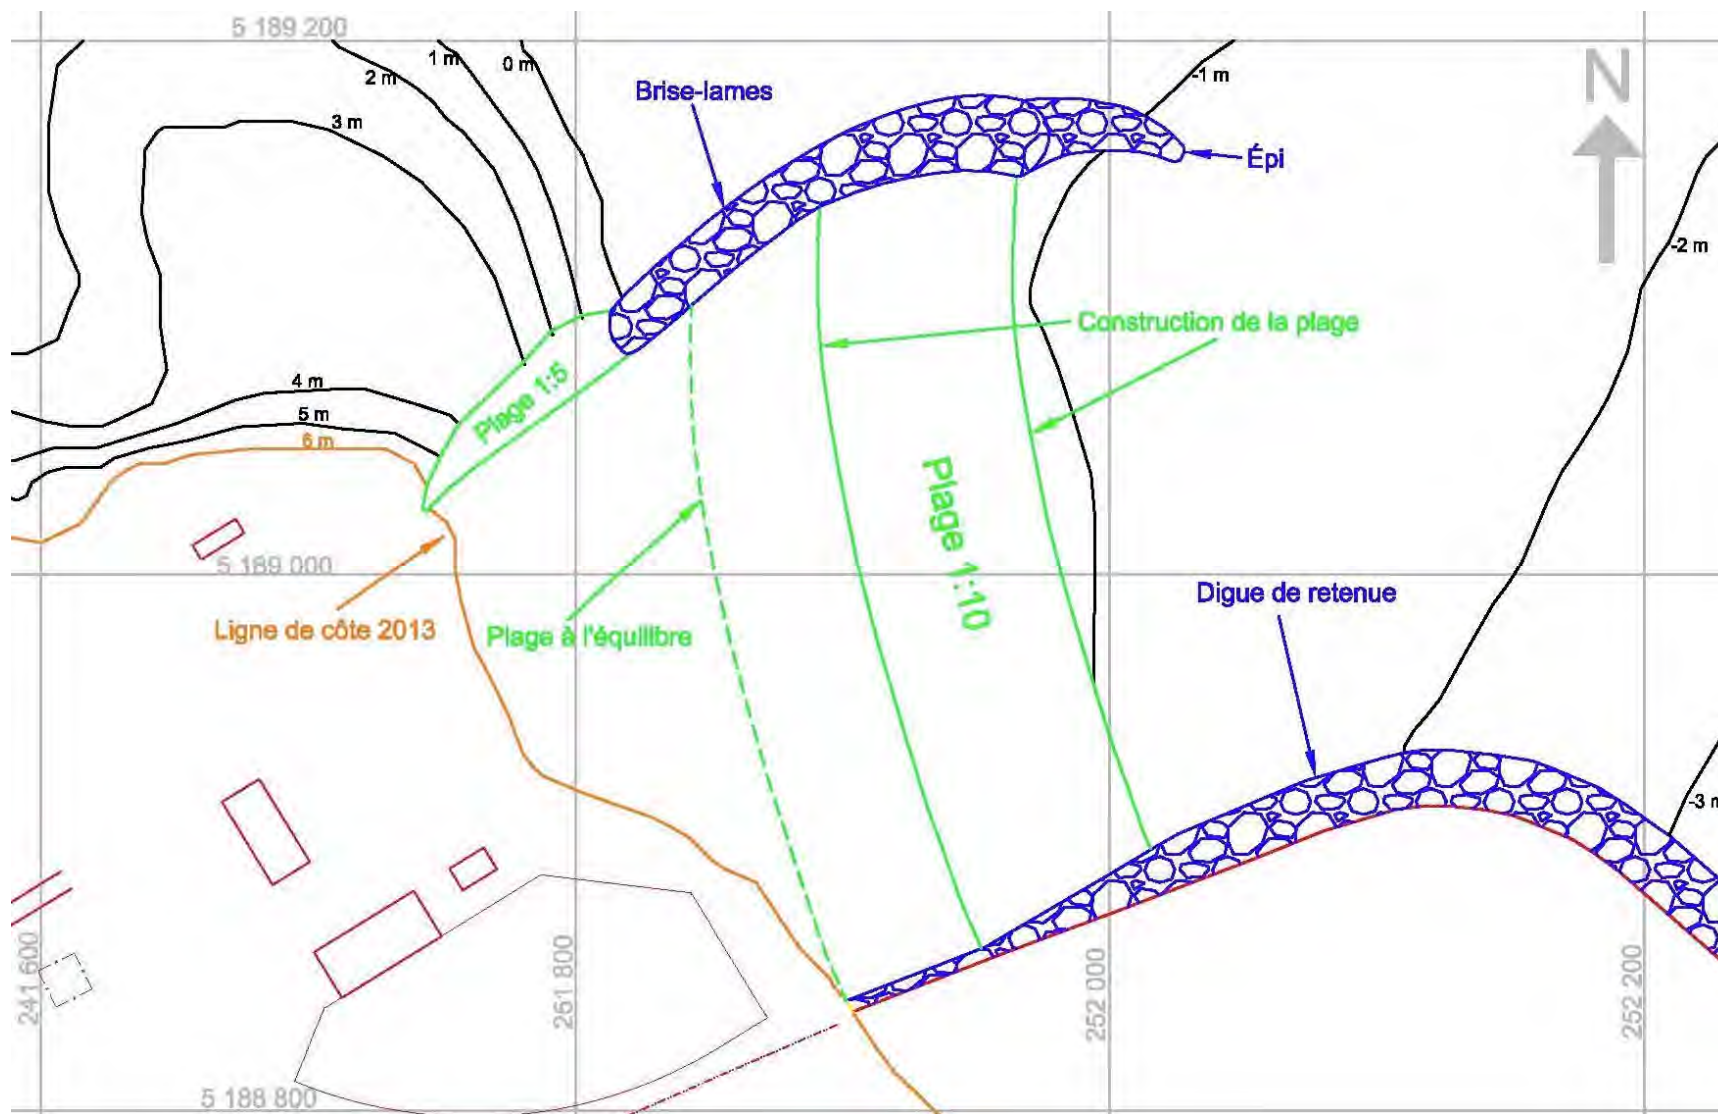 5 189 200
0 m
1 m
2 m
-1 m
N
Brise-lames
3 m
Épi
-2 m
Construction de la plage
4 m
Plage 1:5
5 m
6 m
Plage 1:10
5 189 000
Digue de retenue
Ligne de côte 2013
Plage à l'équilibre
-3 m
241 600
261 800
252 000
252 200
5 188 800